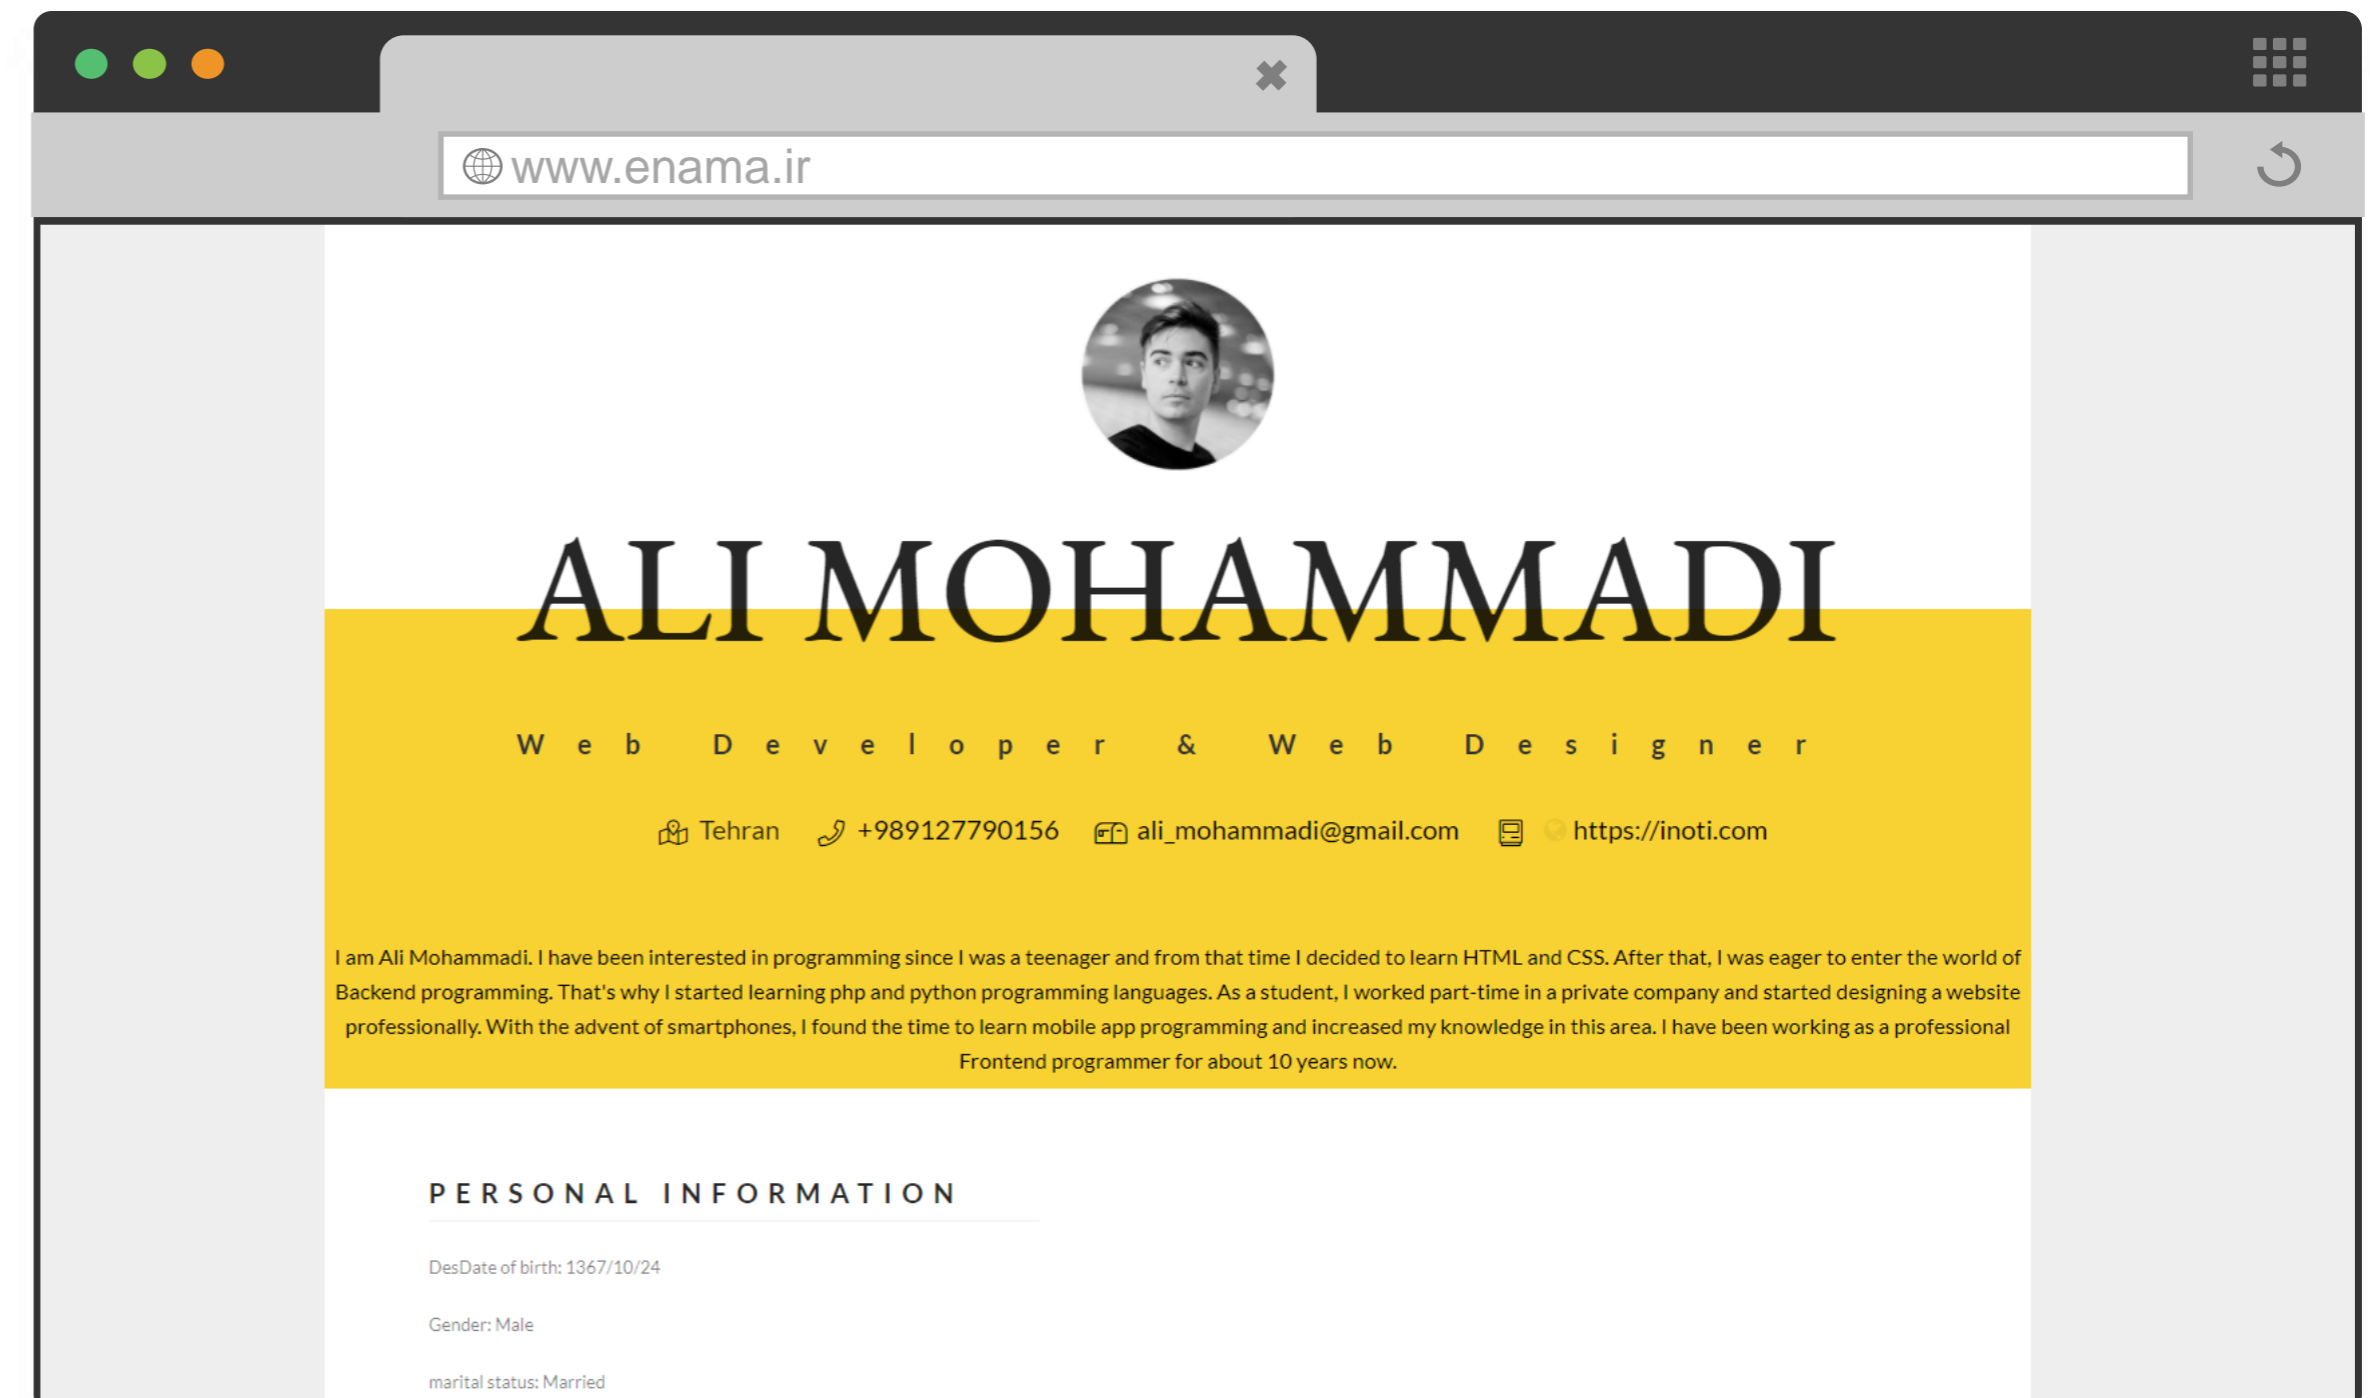 www.enama.ir
ALI MOHAMMADI
Web Developer & Web Designer
Tehran +989127790156 ali_mohammadi@gmail.com https://inoti.com
I am Ali Mohammadi. I have been interested in programming since I was a teenager and from that time I decided to learn HTML and CSS. After that, I was eager to enter the world of
Backend programming. That's why I started learning php and python programming languages. As a student, I worked part-time in a private company and started designing a website
professionally. With the advent of smartphones, I found the time to learn mobile app programming and increased my knowledge in this area. I have been working as a professional
Frontend programmer for about 10 years now.
PERSONAL INFORMATION
DesDate of birth: 1367/10/24
Gender: Male
marital status: Married